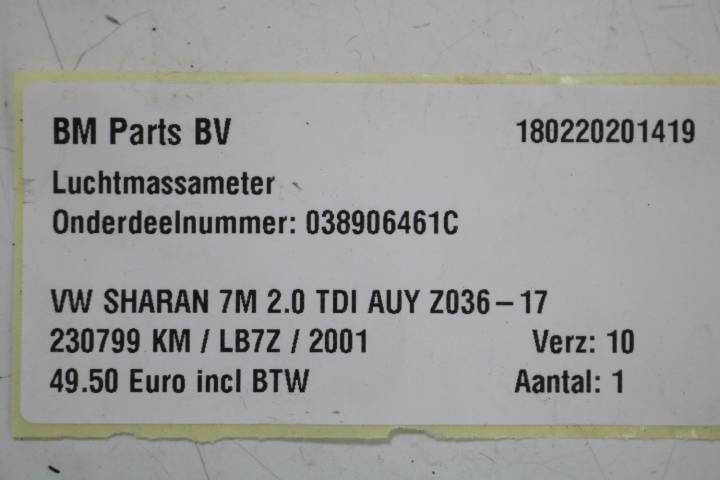 BM Parts BV 180220201419
Luchtmassameter
Onderdeelnummer: 038906461C
VW SHARAN 7M 2.0 TDI AUY Z036-17
230799 KM / LB7Z / 2001 Verz: 10
49.50 Euro incl BTW Aantal: 1